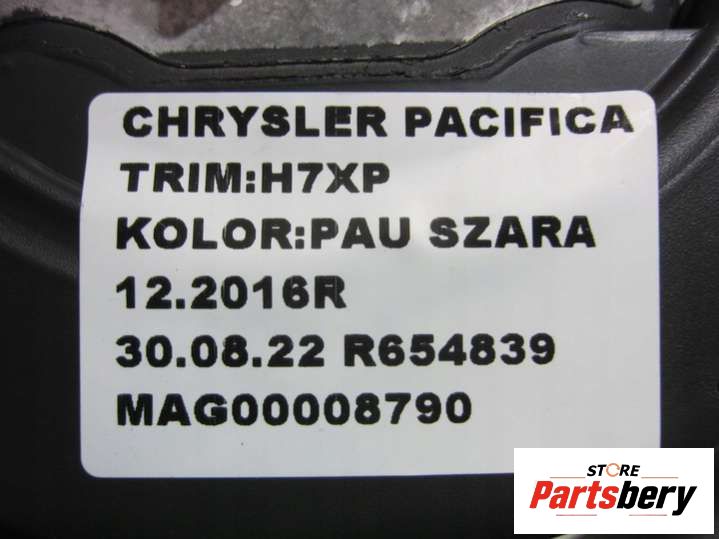 CHRYSLER PACIFICA
TRIM:H7XP
KOLOR:PAU SZARA
12.2016R
30.08.22 R654839
MAG00008790
STORE
Partsbery